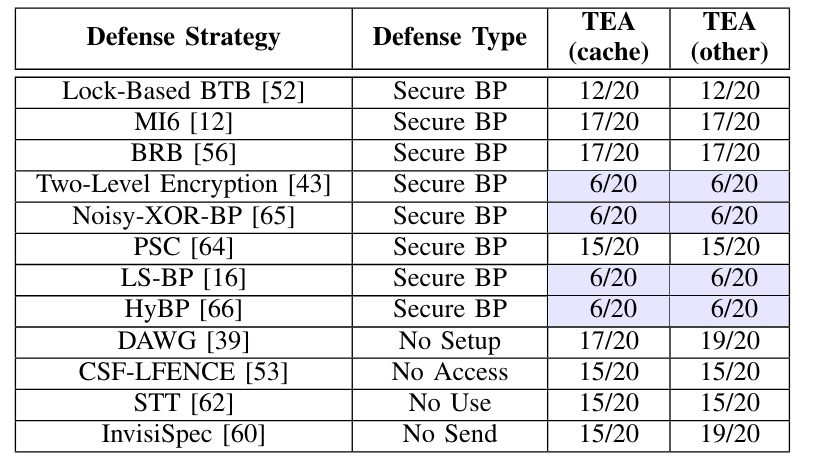 Defense Strategy Defense Type TEA (cache) TEA (other)
Lock-Based BTB [52] Secure BP 12/20 12/20
MI6 [12] Secure BP 17/20 17/20
BRB [56] Secure BP 17/20 17/20
Two-Level Encryption [43] Secure BP 6/20 6/20
Noisy-XOR-BP [65] Secure BP 6/20 6/20
PSC [64] Secure BP 15/20 15/20
LS-BP [16] Secure BP 6/20 6/20
HyBP [66] Secure BP 6/20 6/20
DAWG [39] No Setup 17/20 19/20
CSF-LFENCE [53] No Access 15/20 15/20
STT [62] No Use 15/20 15/20
InvisiSpec [60] No Send 15/20 19/20